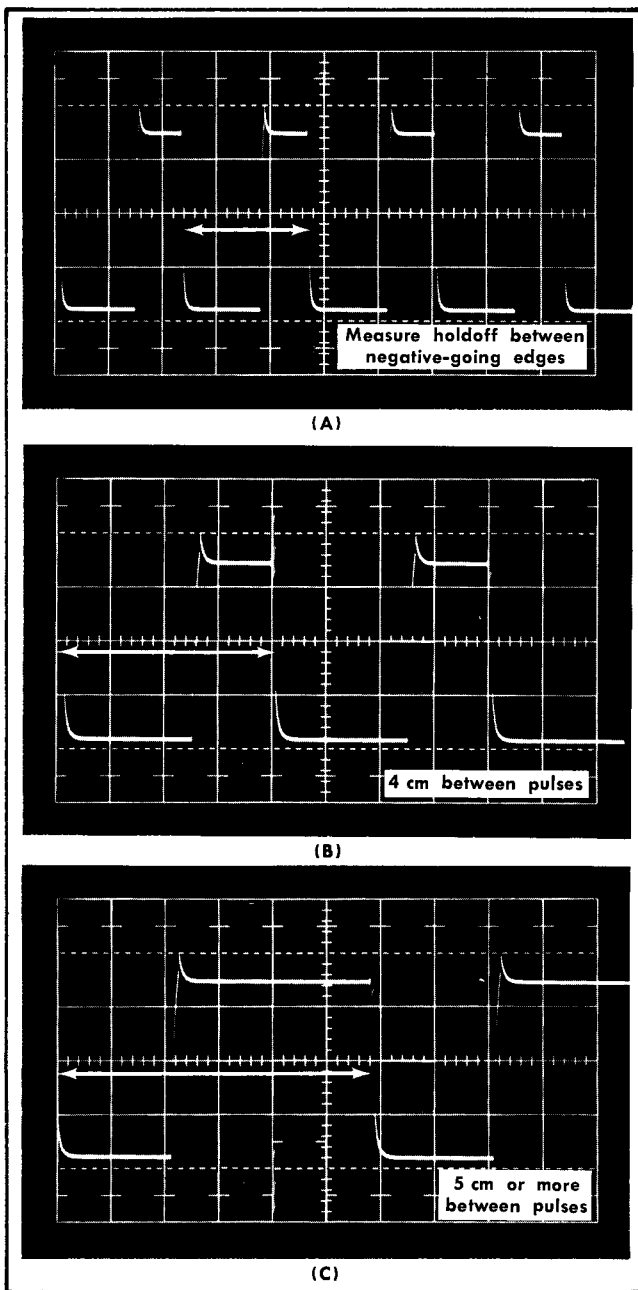 Measure holdoff between
negative-going edges
(A)
4 cm between pulses
(B)
5 cm or more
between pulses
(C)